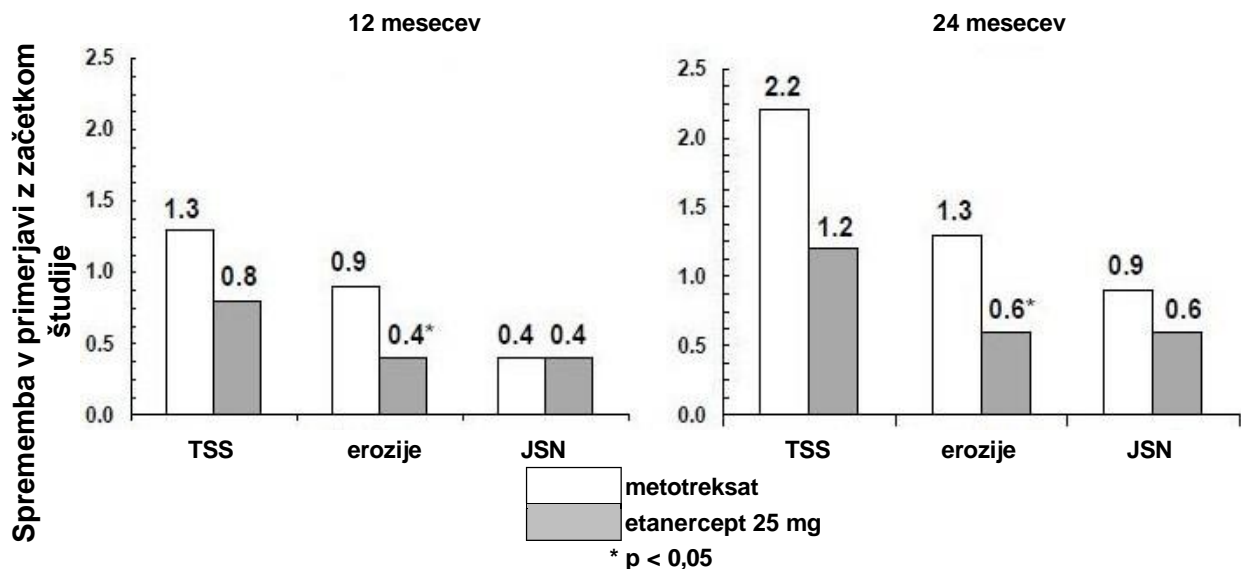 12 mesecev
24 mesecev
Sprememba v primerjavi z začetkom
študije
2.5
2.0
1.5
1.0
0.5
0.0
1.3
0.8
0.9
0.4*
0.4
0.4
TSS
erozije
JSN
2.5
2.0
1.5
1.0
0.5
0.0
2.2
1.2
1.3
0.6*
0.9
0.6
TSS
erozije
JSN
metotreksat
etanercept 25 mg
* p < 0,05